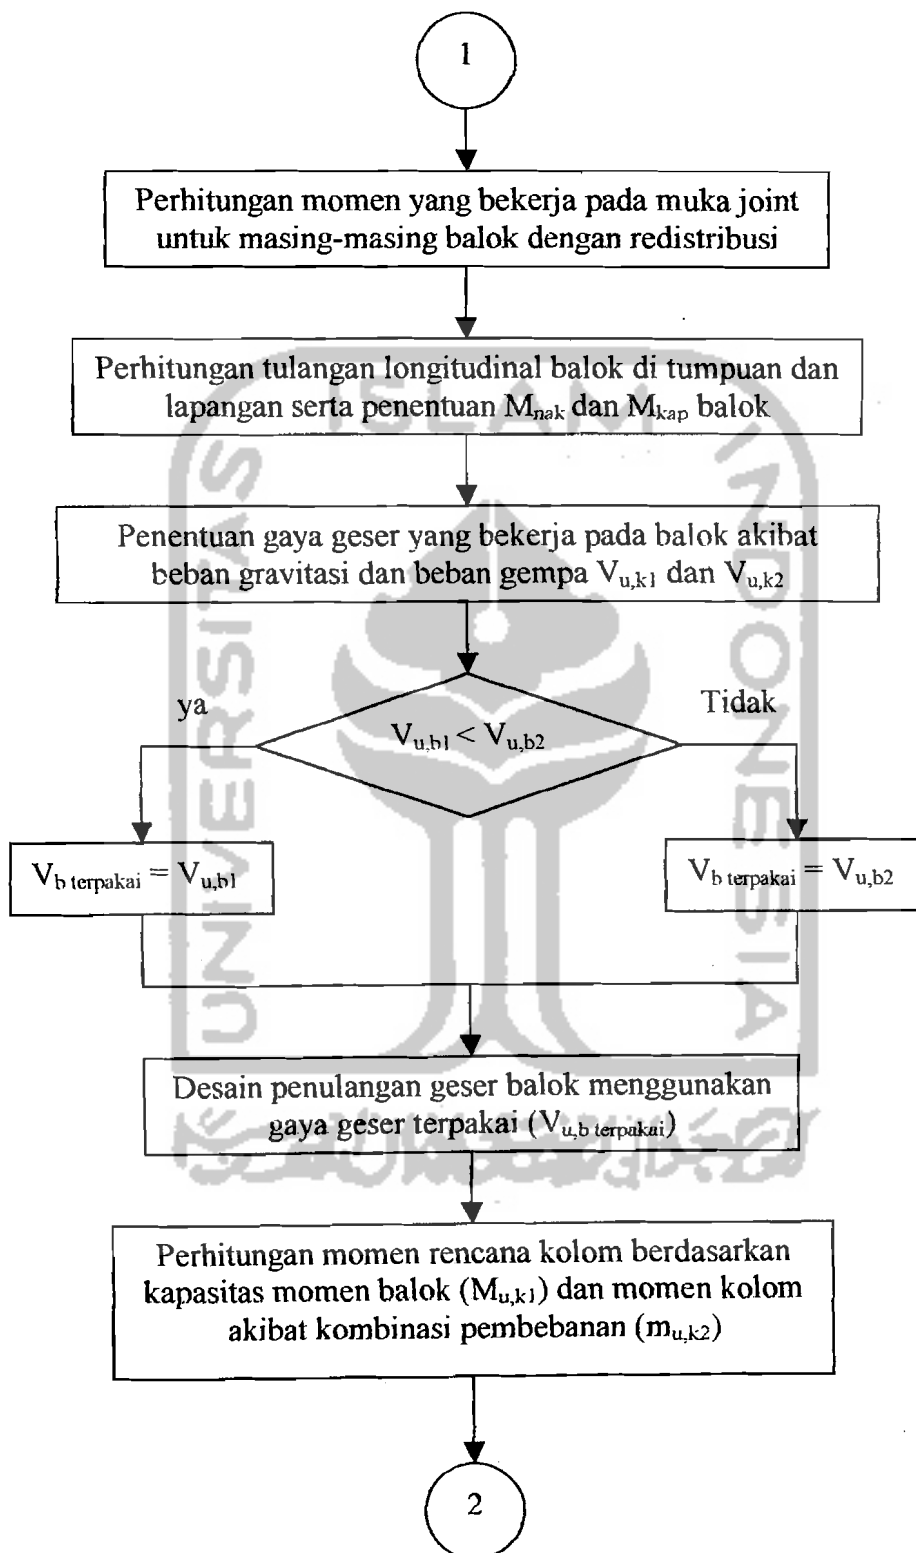 1
Perhitungan momen yang bekerja pada muka joint
untuk masing-masing balok dengan redistribusi
Perhitungan tulangan longitudinal balok di tumpuan dan
lapangan serta penentuan M_nak dan M_kap balok
Penentuan gaya geser yang bekerja pada balok akibat
beban gravitasi dan beban gempa V_u,k1 dan V_u,k2
ya
Tidak
V_u,b1 < V_u,b2
V_b terpakai = V_u,b1
V_b terpakai = V_u,b2
Desain penulangan geser balok menggunakan
gaya geser terpakai (V_u,b terpakai)
Perhitungan momen rencana kolom berdasarkan
kapasitas momen balok (M_u,k1) dan momen kolom
akibat kombinasi pembebanan (m_u,k2)
2
ISLAM
UNIVERSITAS
INDONESIA